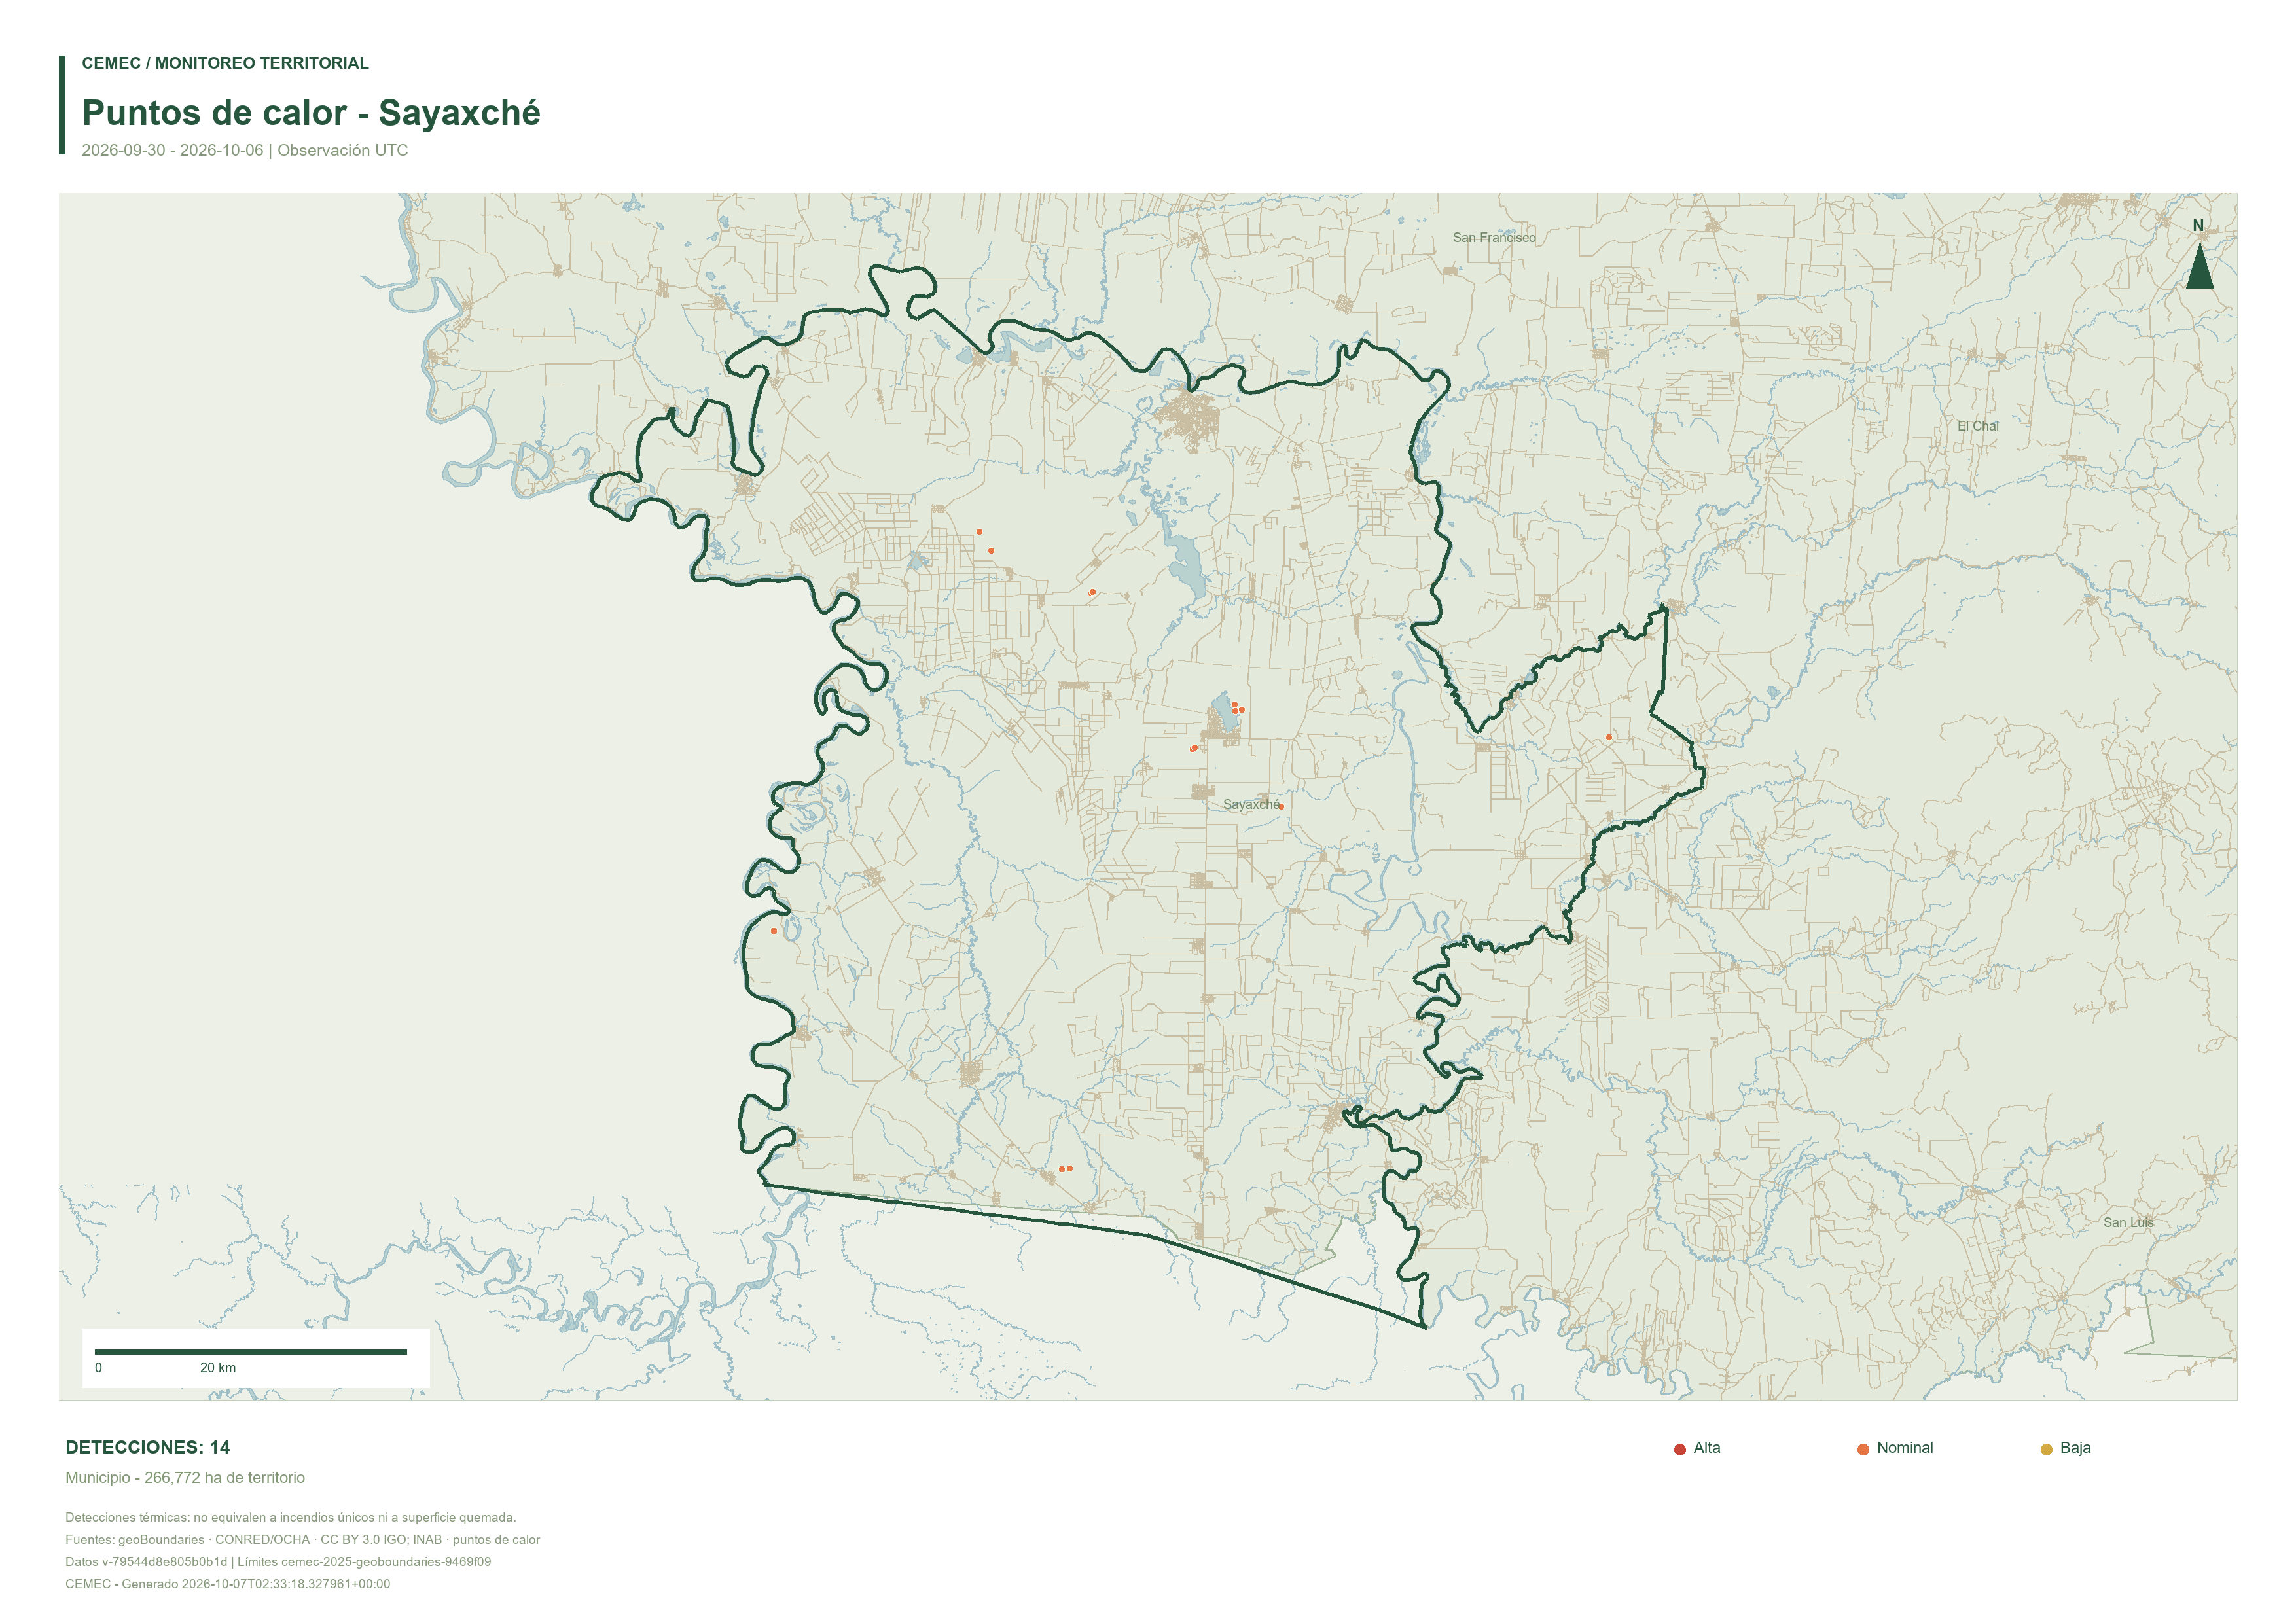 CEMEC / MONITOREO TERRITORIAL
Puntos de calor - Sayaxché
2026-09-30 - 2026-10-06 | Observación UTC
N
San Francisco
El Chal
Sayaxché
San Luis
0 20 km
DETECCIONES: 14
Alta Nominal Baja
Municipio - 266,772 ha de territorio
Detecciones térmicas: no equivalen a incendios únicos ni a superficie quemada.
Fuentes: geoBoundaries · CONRED/OCHA · CC BY 3.0 IGO; INAB · puntos de calor
Datos v-79544d8e805b0b1d | Límites cemec-2025-geoboundaries-9469f09
CEMEC - Generado 2026-10-07T02:33:18.327961+00:00